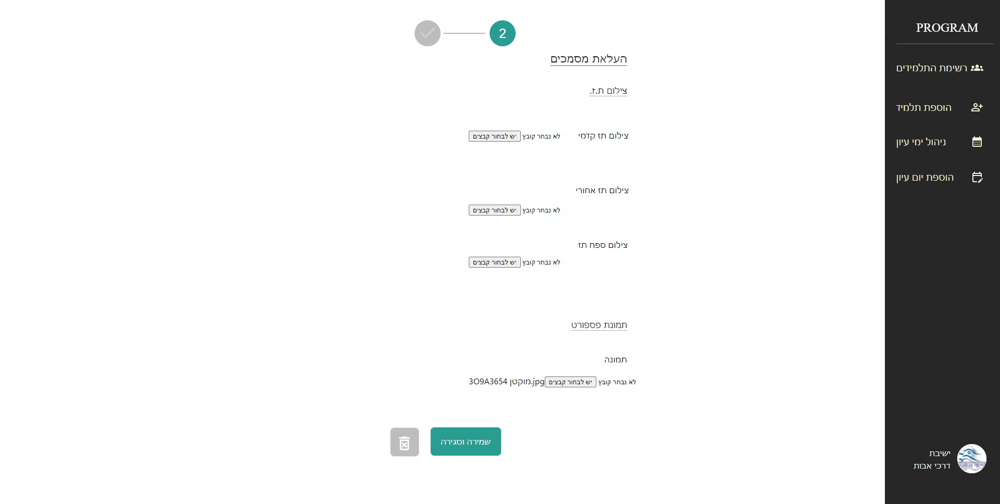 PROGRAM
רשימת התלמידים
הוספת תלמיד
ניהול ימי עיון
הוספת יום עיון
ישיבת
דרכי אבות
2
העלאת מסמכים
צילום ת.ז.
צילום תז קדמי
יש לבחור קבצים לא נבחר קובץ
צילום תז אחורי
יש לבחור קבצים לא נבחר קובץ
צילום ספח תז
יש לבחור קבצים לא נבחר קובץ
תמונת פספורט
תמונה
יש לבחור קבצים לא נבחר קובץ
3O9A3654 מוקטן.jpg
שמירה וסגירה